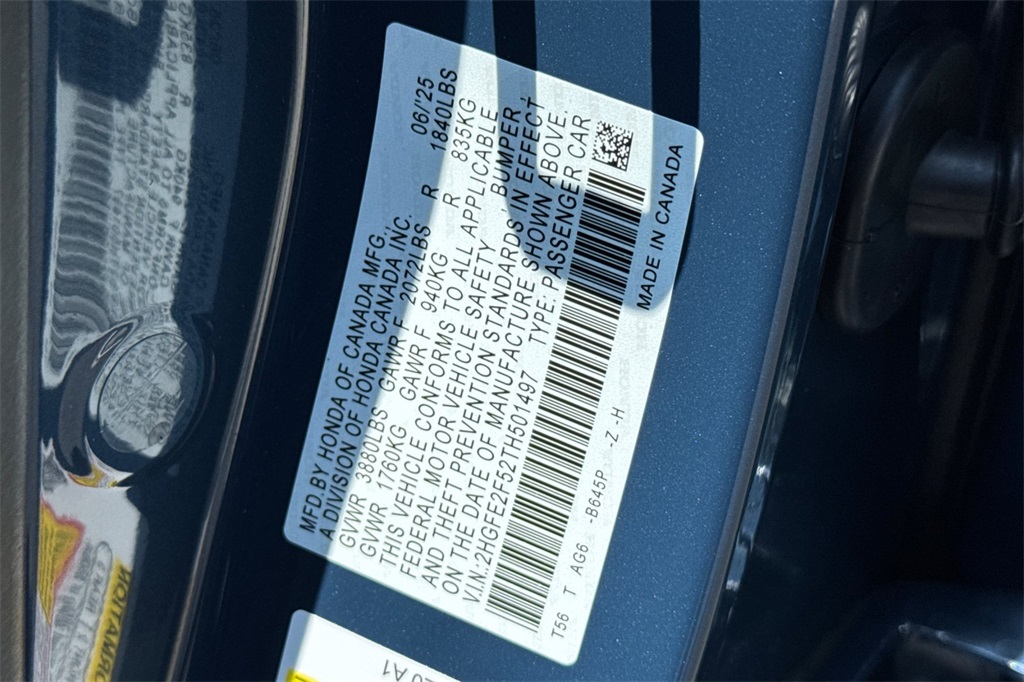 MFD.BY HONDA OF CANADA MFG. 06/'25
A DIVISION OF HONDA CANADA INC. 1840LBS
GVWR 3880LBS GAWR F 2072LBS R 835KG
GVWR 1760KG GAWR F 940KG R
THIS VEHICLE CONFORMS TO ALL APPLICABLE
FEDERAL MOTOR VEHICLE SAFETY , BUMPER ,
AND THEFT PREVENTION STANDARDS IN EFFECT
ON THE DATE OF MANUFACTURE SHOWN ABOVE.
V.I.N.:2HGFE2F52TH501497 TYPE: PASSENGER CAR
T56 T AG6 -B645P -Z -H
MADE IN CANADA
A1